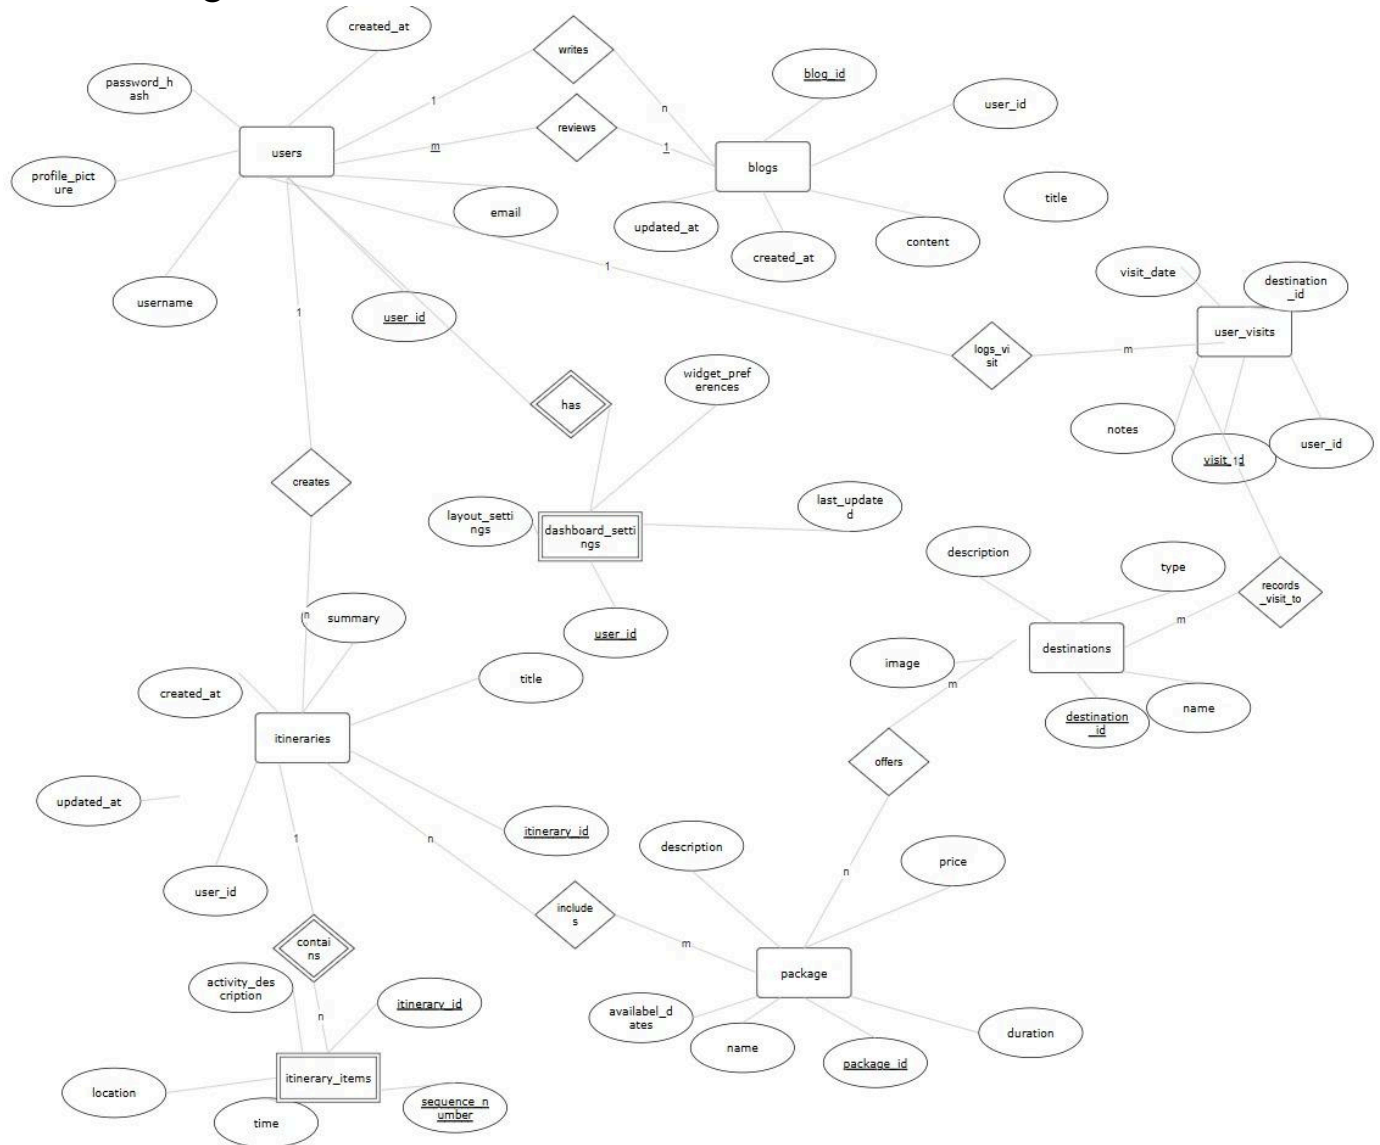 created_at
writes
password_h
ash
blog_id
user_id
1
n
reviews
users
m
1
blogs
profile_pict
ure
title
email
updated_at
content
created_at
1
visit_date
destination
_id
username
1
user_id
user_visits
logs_vi
sit
m
widget_pref
erences
has
notes
user_id
visit_id
1
creates
layout_setti
ngs
last_update
d
dashboard_setti
ngs
description
type
records
_visit_to
n
summary
m
user_id
destinations
image
title
m
created_at
destination
_id
name
itineraries
offers
updated_at
itinerary_id
1
n
description
price
n
user_id
include
s
contai
ns
m
activity_des
cription
package
itinerary_id
n
availabel_d
ates
duration
name
package_id
itinerary_items
location
sequence_n
umber
time